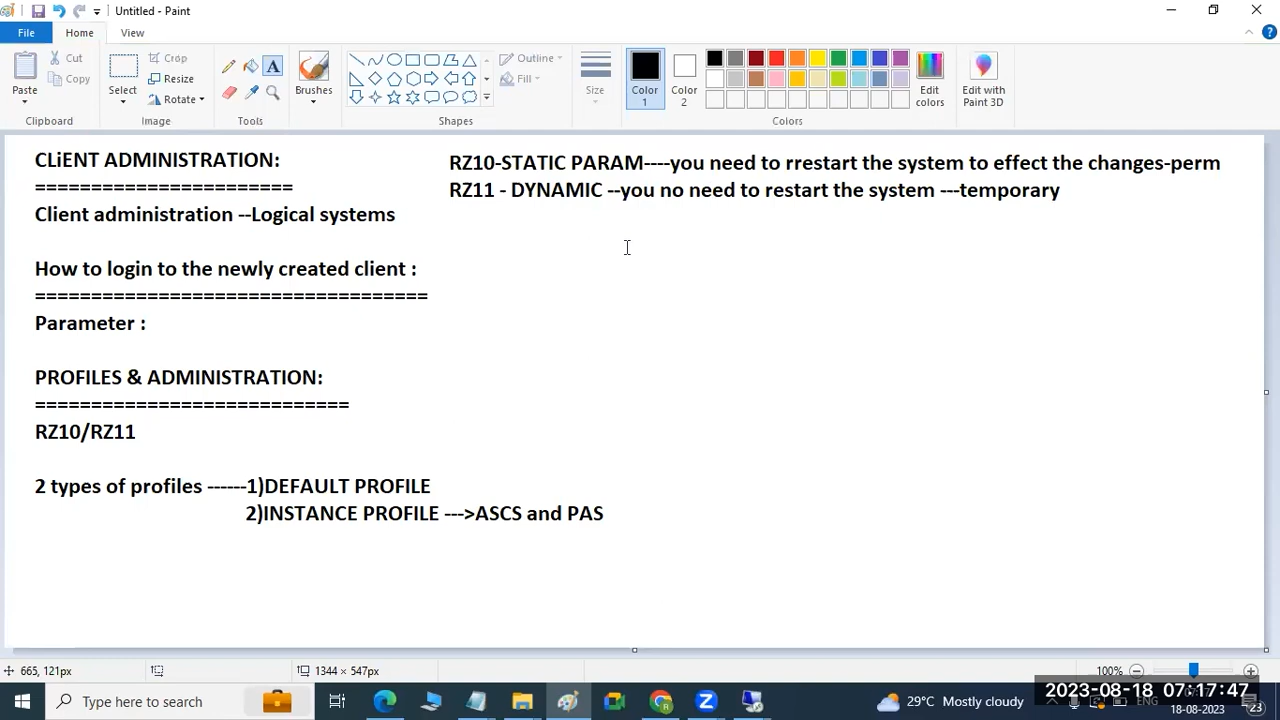 Untitled - Paint
File
Home
View
Paste
Cut
Copy
Clipboard
Select
Crop
Resize
Rotate
Image
A
Tools
Brushes
Shapes
Outline
Fill
Size
Color 1
Color 2
Edit colors
Colors
Edit with Paint 3D
CLiENT ADMINISTRATION:
=======================
Client administration --Logical systems
How to login to the newly created client :
===================================
Parameter :
PROFILES & ADMINISTRATION:
============================
RZ10/RZ11
2 types of profiles ------1)DEFAULT PROFILE
2)INSTANCE PROFILE --->ASCS and PAS
RZ10-STATIC PARAM----you need to rrestart the system to effect the changes-perm
RZ11 - DYNAMIC --you no need to restart the system ---temporary
665, 121px
1344 × 547px
100%
Type here to search
29°C Mostly cloudy
ENG
2023-08-18 07:17:47
18-08-2023
23